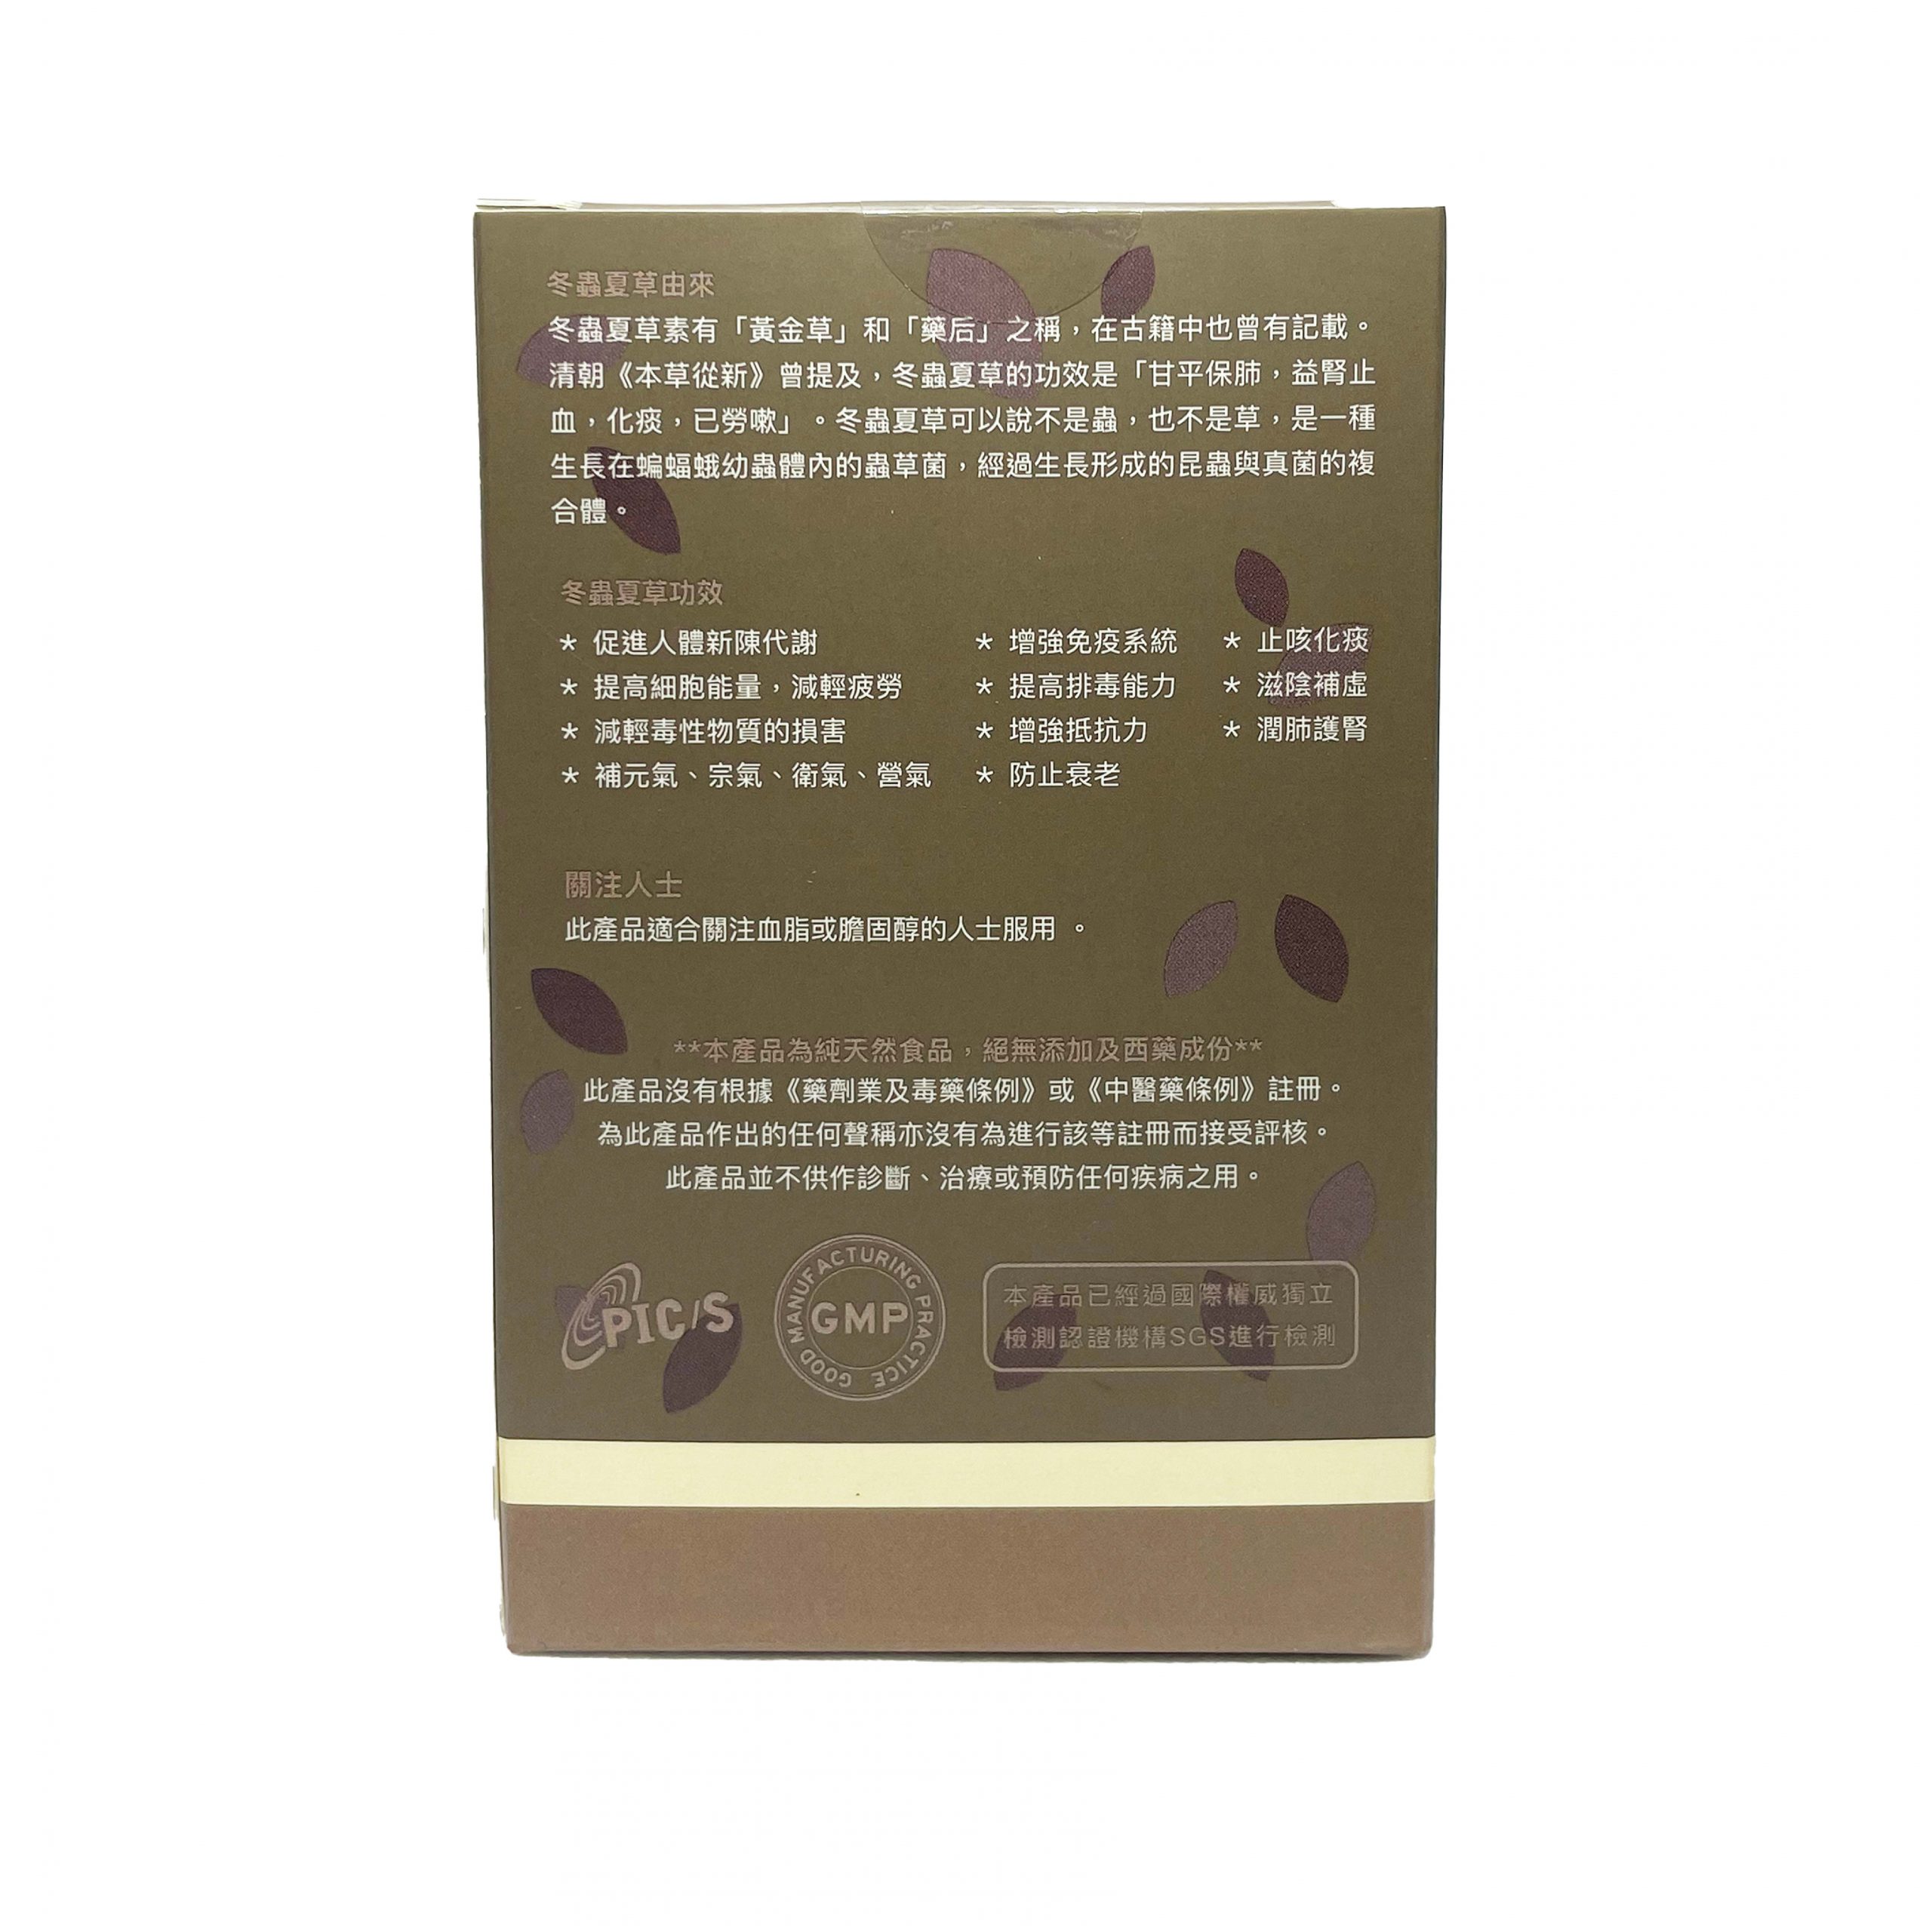 冬蟲夏草由來
冬蟲夏草素有「黃金草」和「藥后」之稱，在古籍中也曾有記載。
清朝《本草從新》曾提及，冬蟲夏草的功效是「甘平保肺，益腎止
血，化痰，已勞嗽」。冬蟲夏草可以說不是蟲，也不是草，是一種
生長在蝙蝠蛾幼蟲體內的蟲草菌，經過生長形成的昆蟲與真菌的複
合體。
冬蟲夏草功效
* 促進人體新陳代謝
* 提高細胞能量，減輕疲勞
* 減輕毒性物質的損害
* 補元氣、宗氣、衛氣、營氣
* 增強免疫系統
* 提高排毒能力
* 增強抵抗力
* 防止衰老
* 止咳化痰
* 滋陰補虛
* 潤肺護腎
關注人士
此產品適合關注血脂或膽固醇的人士服用 。
**本產品為純天然食品，絕無添加及西藥成份**
此產品沒有根據《藥劑業及毒藥條例》或《中醫藥條例》註冊。
為此產品作出的任何聲稱亦沒有為進行該等註冊而接受評核。
此產品並不供作診斷、治療或預防任何疾病之用。
PIC/S
GOOD MANUFACTURING PRACTICE
GMP
本產品已經過國際權威獨立
檢測認證機構SGS進行檢測